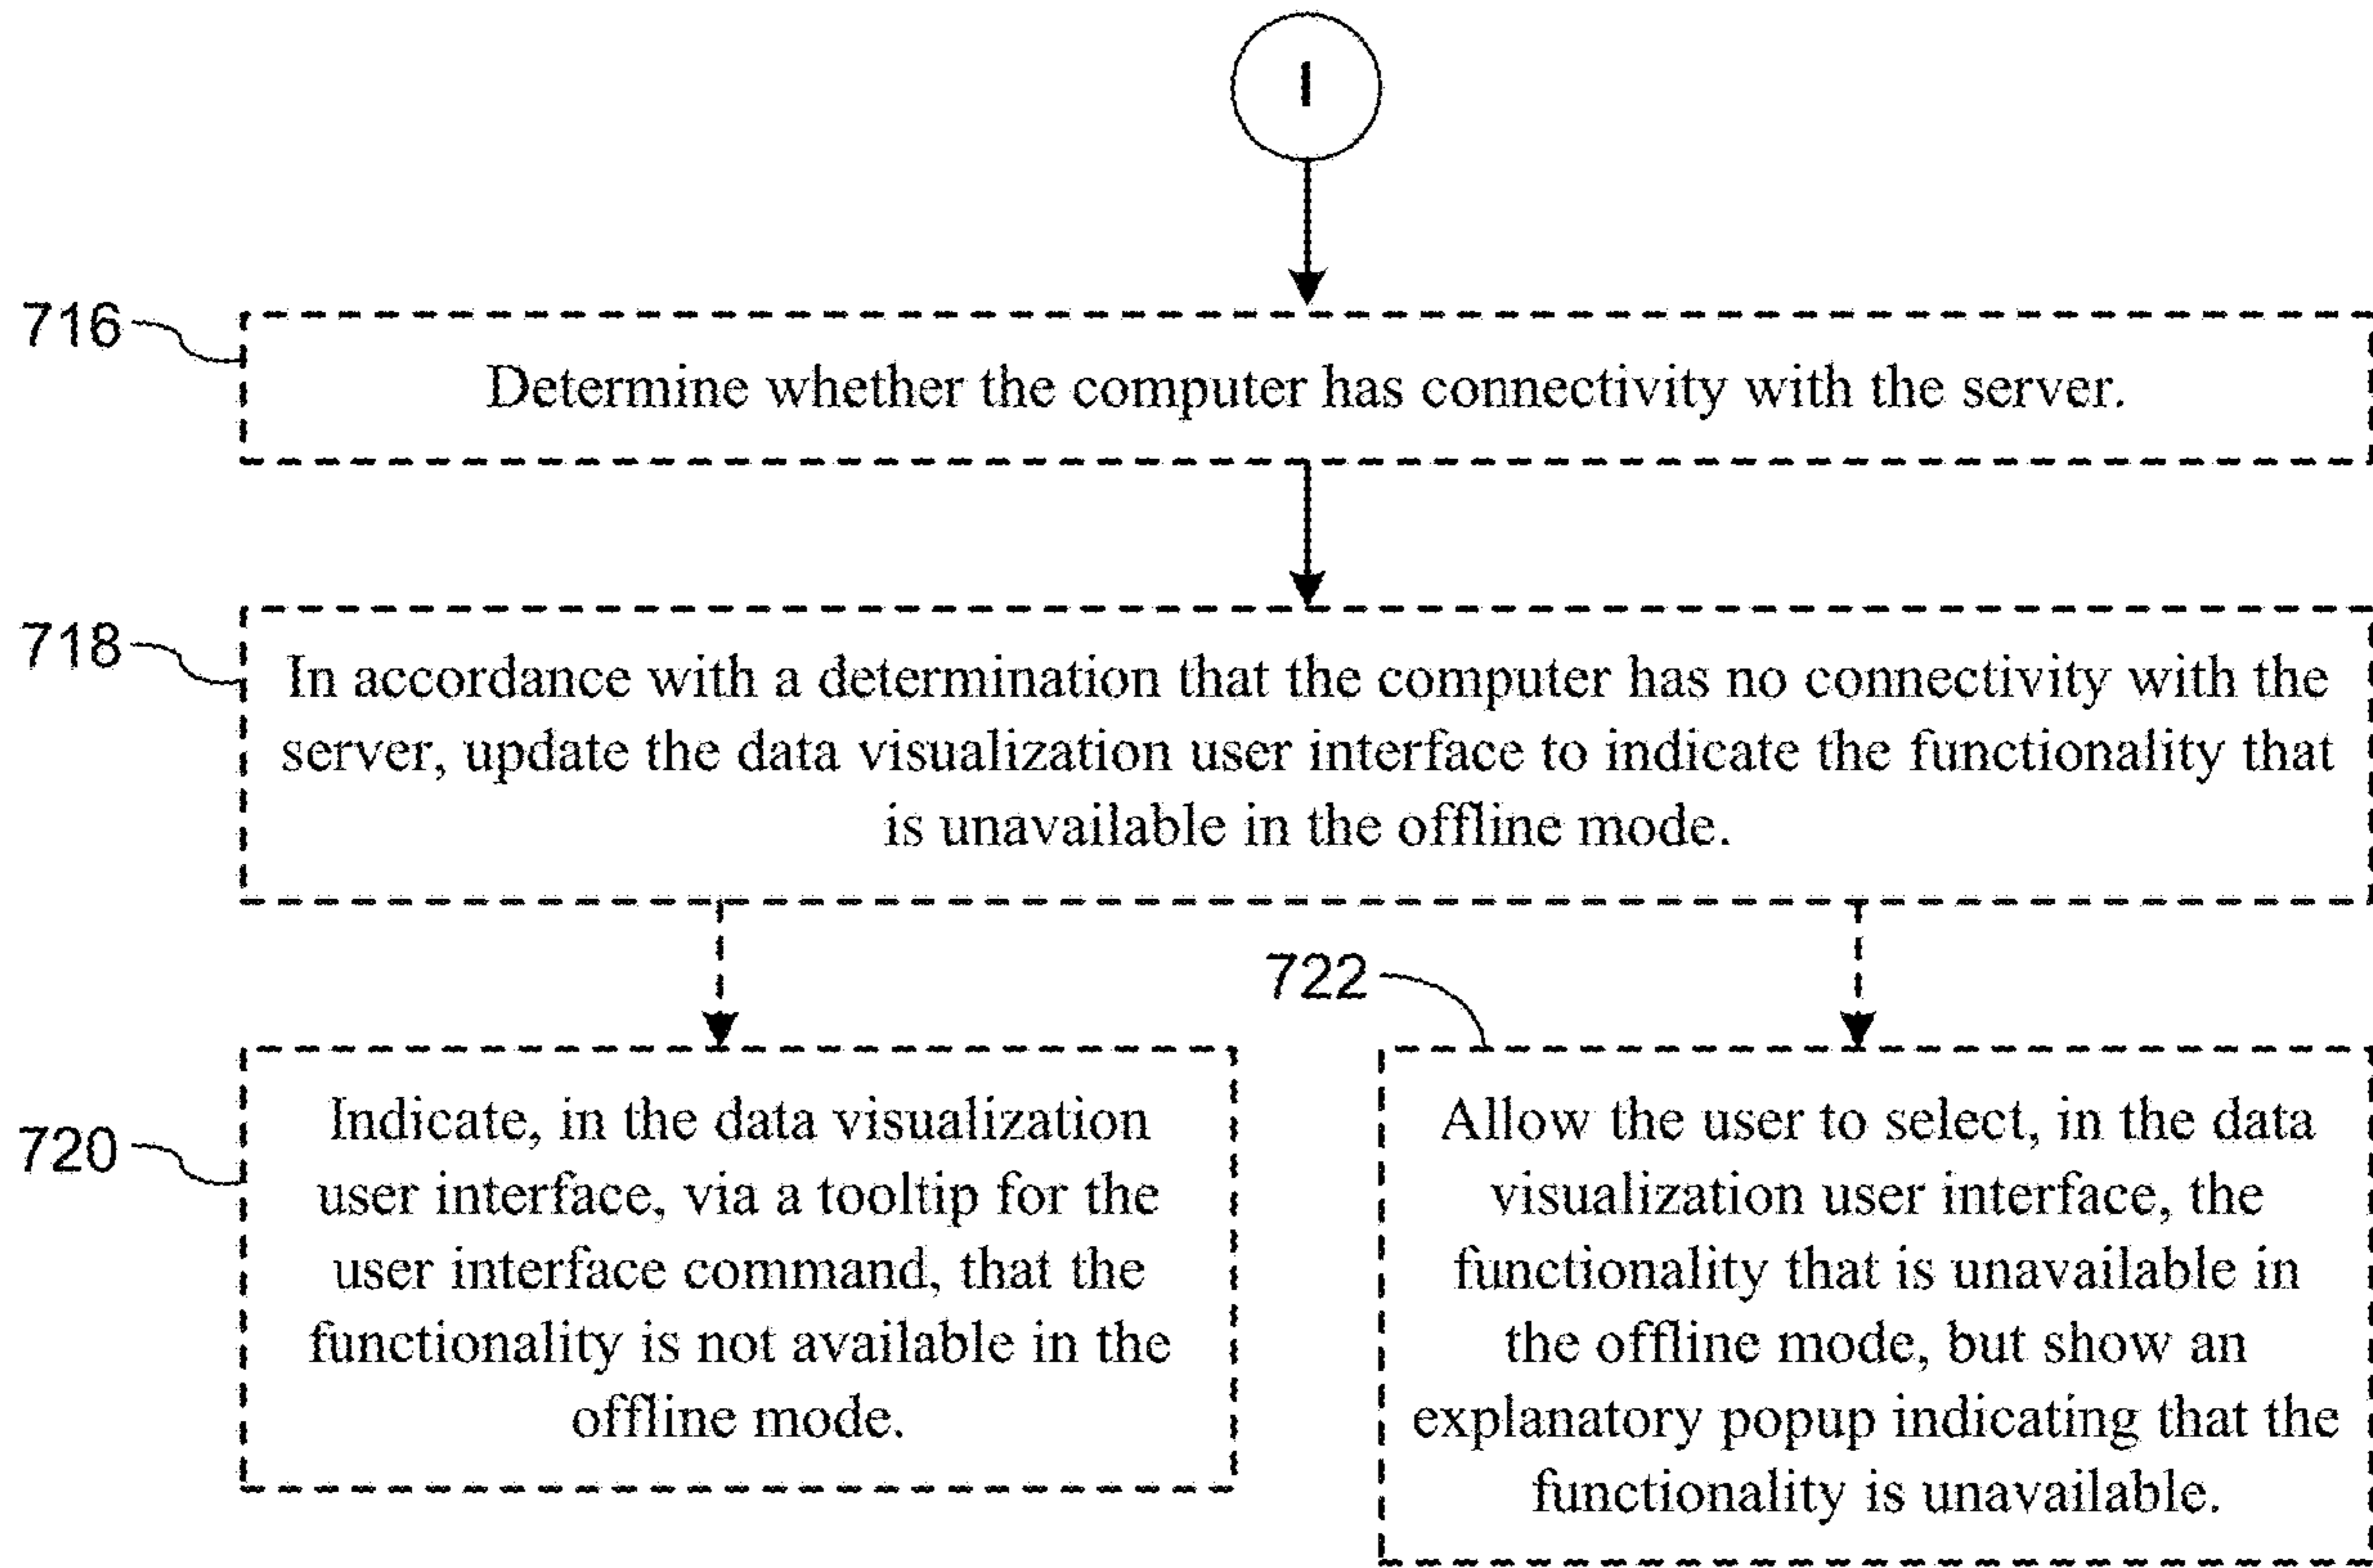 I
716
Determine whether the computer has connectivity with the server.
718
In accordance with a determination that the computer has no connectivity with the
server, update the data visualization user interface to indicate the functionality that
is unavailable in the offline mode.
720
Indicate, in the data visualization
user interface, via a tooltip for the
user interface command, that the
functionality is not available in the
offline mode.
722
Allow the user to select, in the data
visualization user interface, the
functionality that is unavailable in
the offline mode, but show an
explanatory popup indicating that the
functionality is unavailable.